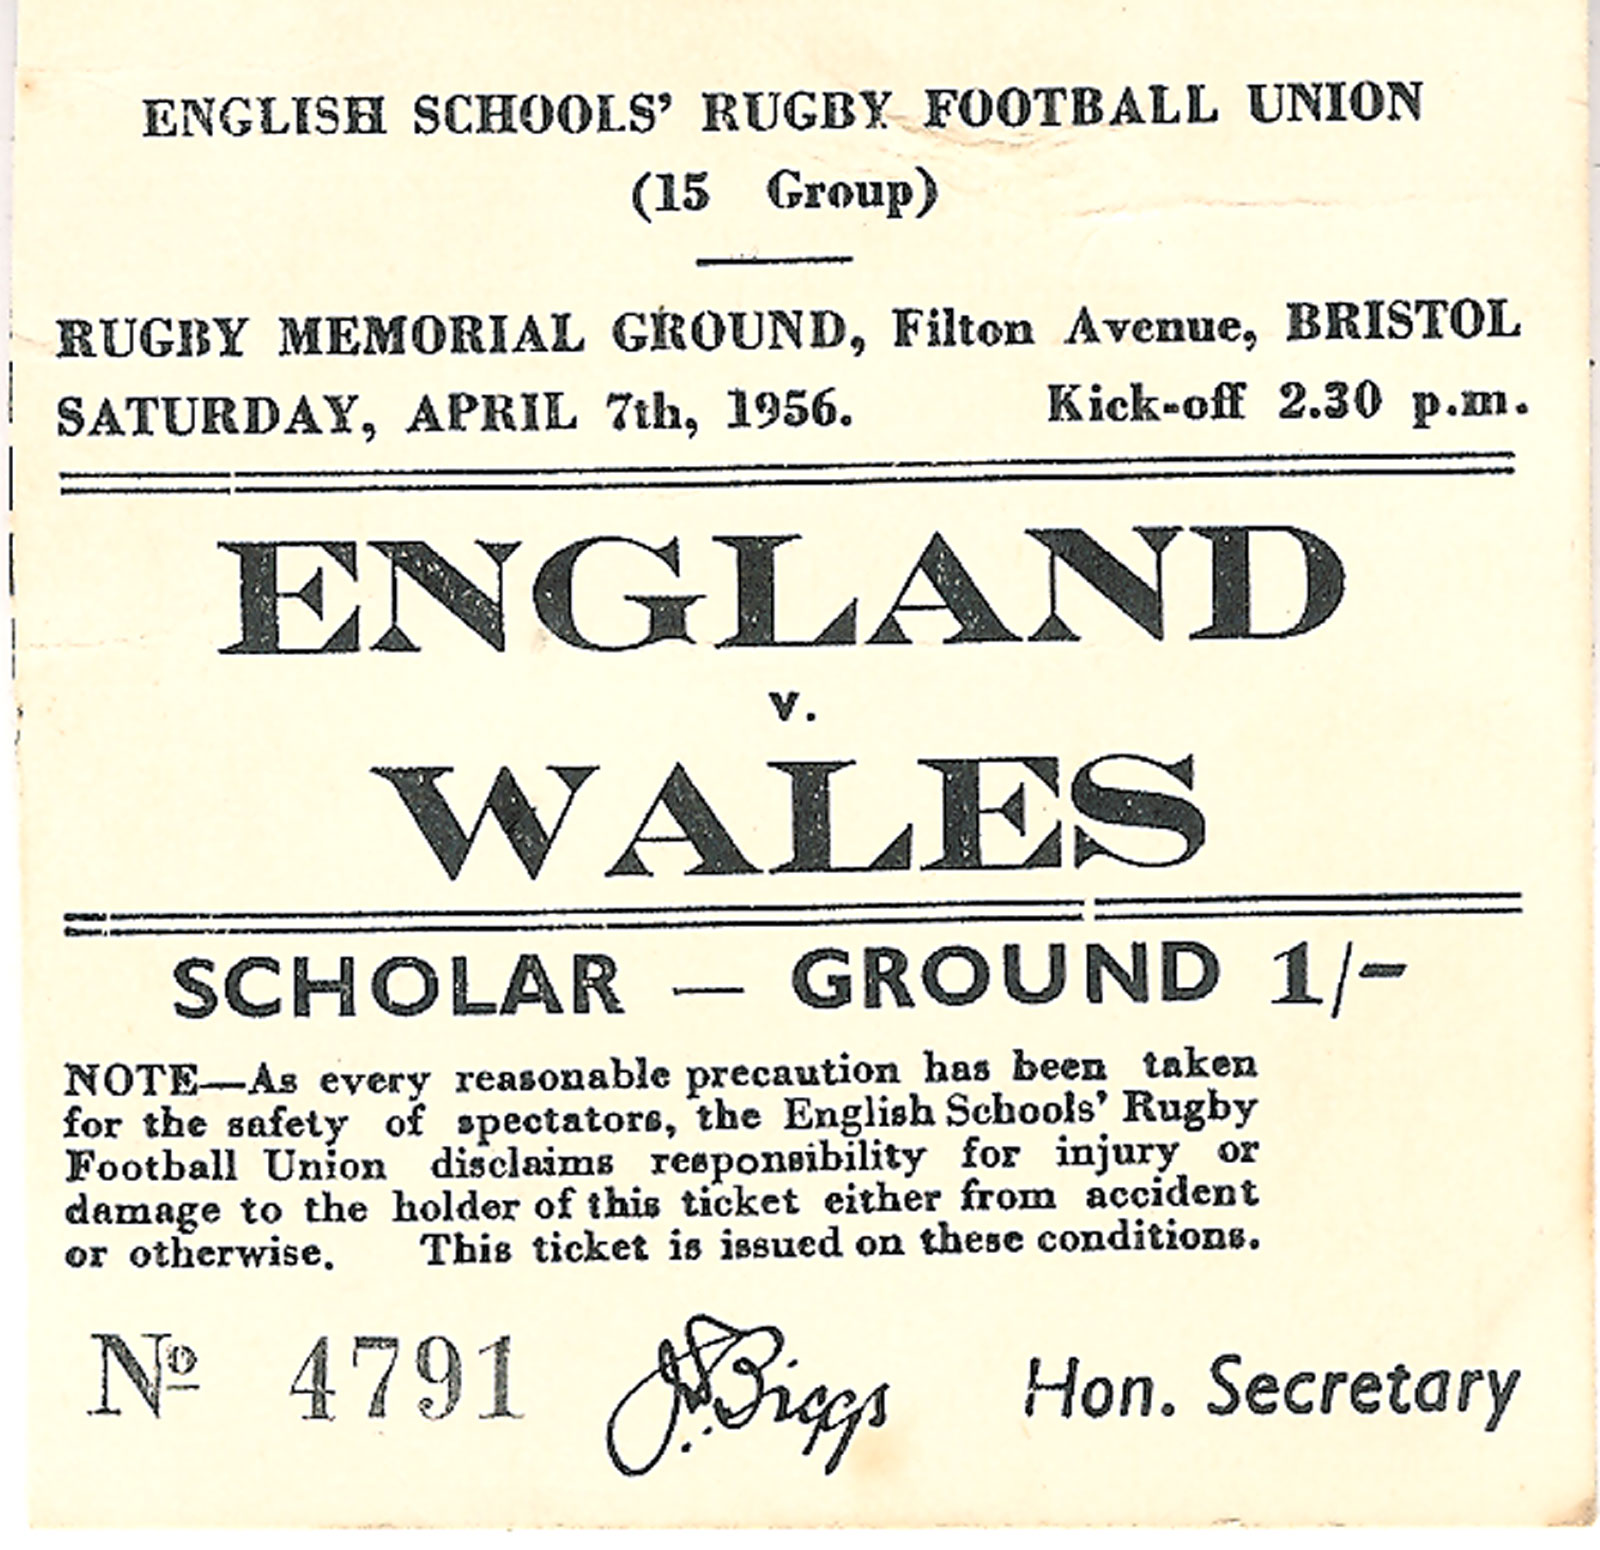 ENGLISH SCHOOLS' RUGBY FOOTBALL UNION
(15 Group)
RUGBY MEMORIAL GROUND, Filton Avenue, BRISTOL
SATURDAY, APRIL 7th, 1956. Kick-off 2.30 p.m.
ENGLAND
v.
WALES
SCHOLAR — GROUND 1/-
NOTE—As every reasonable precaution has been taken
for the safety of spectators, the English Schools' Rugby
Football Union disclaims responsibility for injury or
damage to the holder of this ticket either from accident
or otherwise. This ticket is issued on these conditions.
Nº 4791 Biggs Hon. Secretary